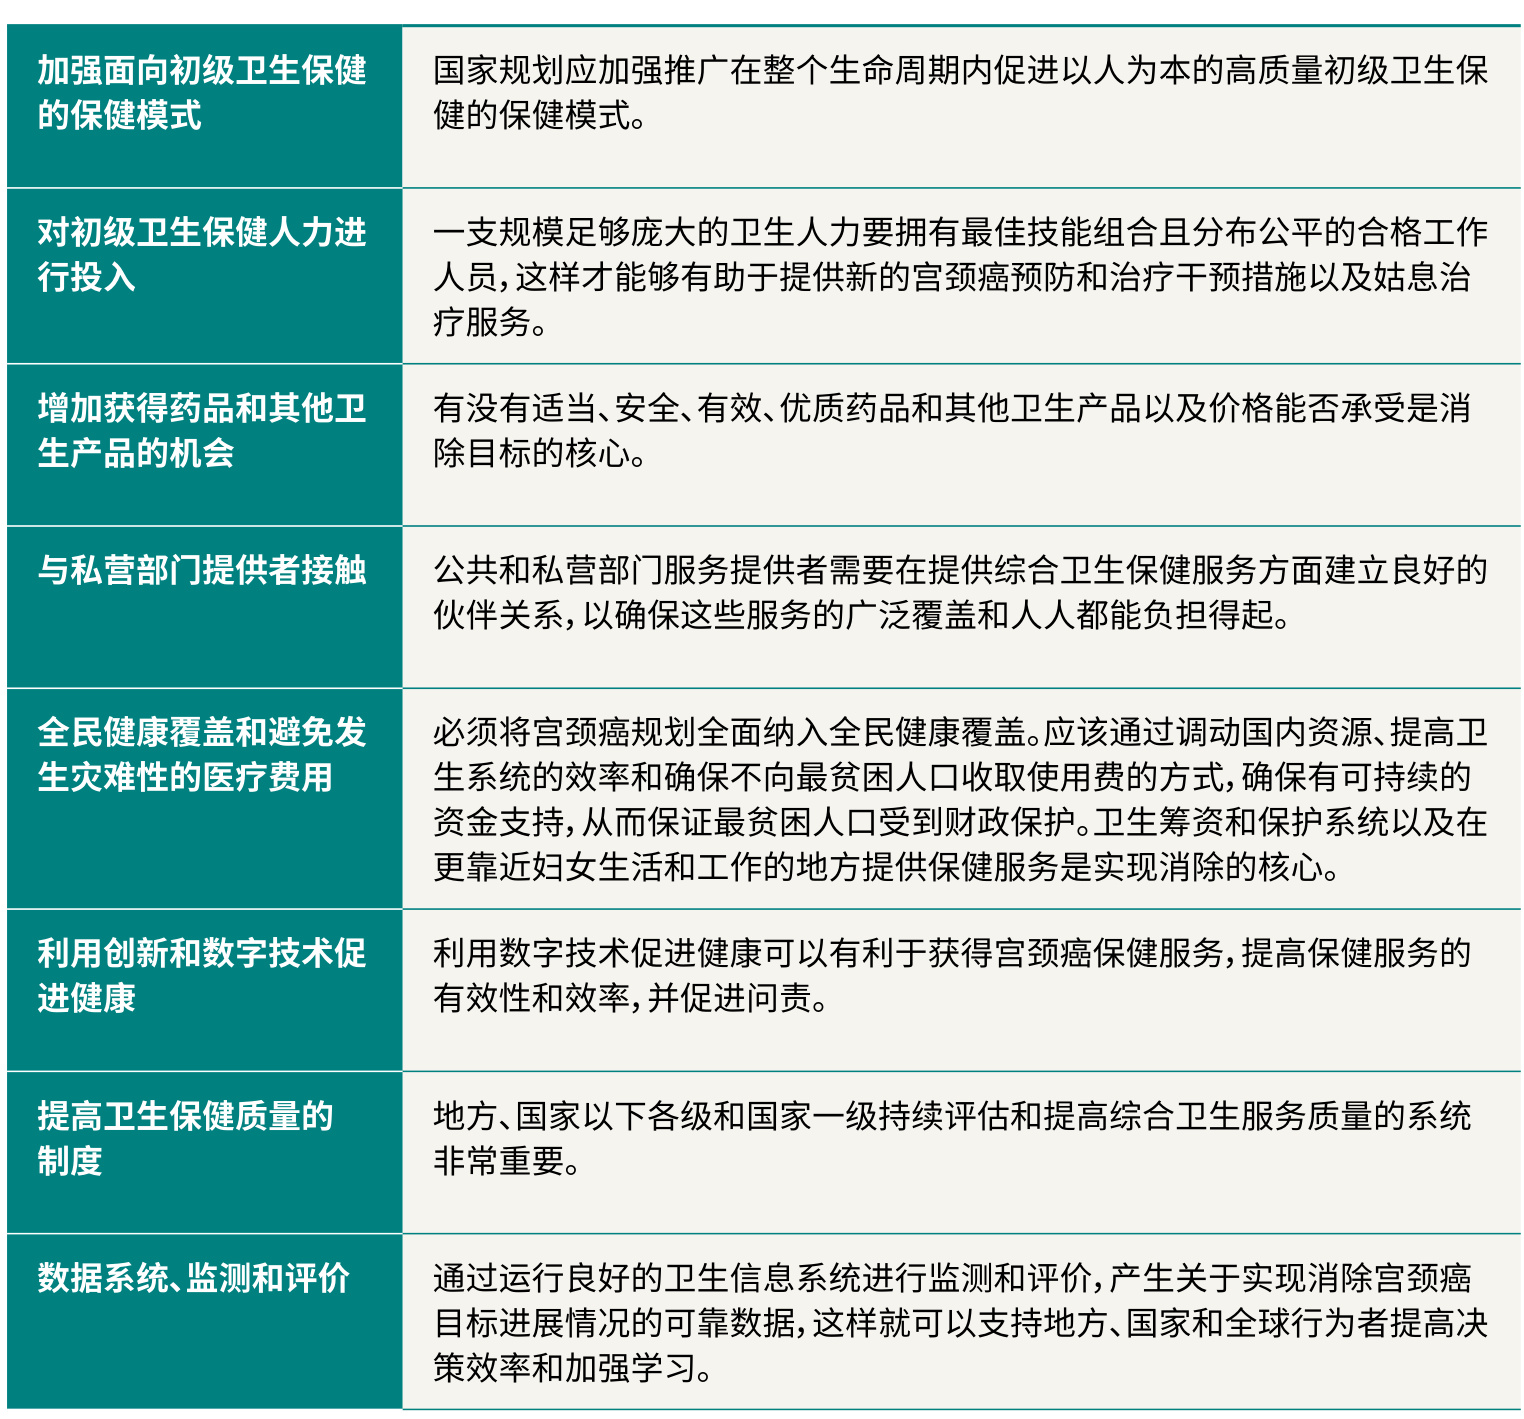 加强面向初级卫生保健
的保健模式
国家规划应加强推广在整个生命周期内促进以人为本的高质量初级卫生保
健的保健模式。
对初级卫生保健人力进
行投入
一支规模足够庞大的卫生人力要拥有最佳技能组合且分布公平的合格工作
人员，这样才能够有助于提供新的宫颈癌预防和治疗干预措施以及姑息治
疗服务。
增加获得药品和其他卫
生产品的机会
有没有适当、安全、有效、优质药品和其他卫生产品以及价格能否承受是消
除目标的核心。
与私营部门提供者接触
公共和私营部门服务提供者需要在提供综合卫生保健服务方面建立良好的
伙伴关系，以确保这些服务的广泛覆盖和人人都能负担得起。
全民健康覆盖和避免发
生灾难性的医疗费用
必须将宫颈癌规划全面纳入全民健康覆盖。应该通过调动国内资源、提高卫
生系统的效率和确保不向最贫困人口收取使用费的方式，确保有可持续的
资金支持，从而保证最贫困人口受到财政保护。卫生筹资和保护系统以及在
更靠近妇女生活和工作的地方提供保健服务是实现消除的核心。
利用创新和数字技术促
进健康
利用数字技术促进健康可以有利于获得宫颈癌保健服务，提高保健服务的
有效性和效率，并促进问责。
提高卫生保健质量的
制度
地方、国家以下各级和国家一级持续评估和提高综合卫生服务质量的系统
非常重要。
数据系统、监测和评价
通过运行良好的卫生信息系统进行监测和评价，产生关于实现消除宫颈癌
目标进展情况的可靠数据，这样就可以支持地方、国家和全球行为者提高决
策效率和加强学习。